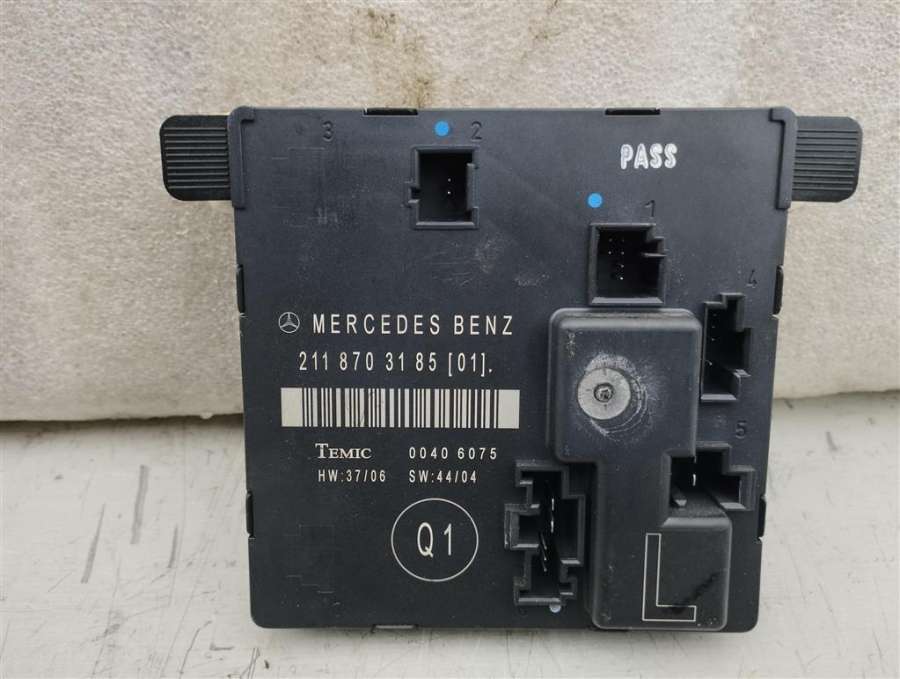 3
2
PASS
1
4
MERCEDES BENZ
211 870 31 85 [01].
5
TEMIC 0040 6075
HW:37/06 SW:44/04
Q1
L